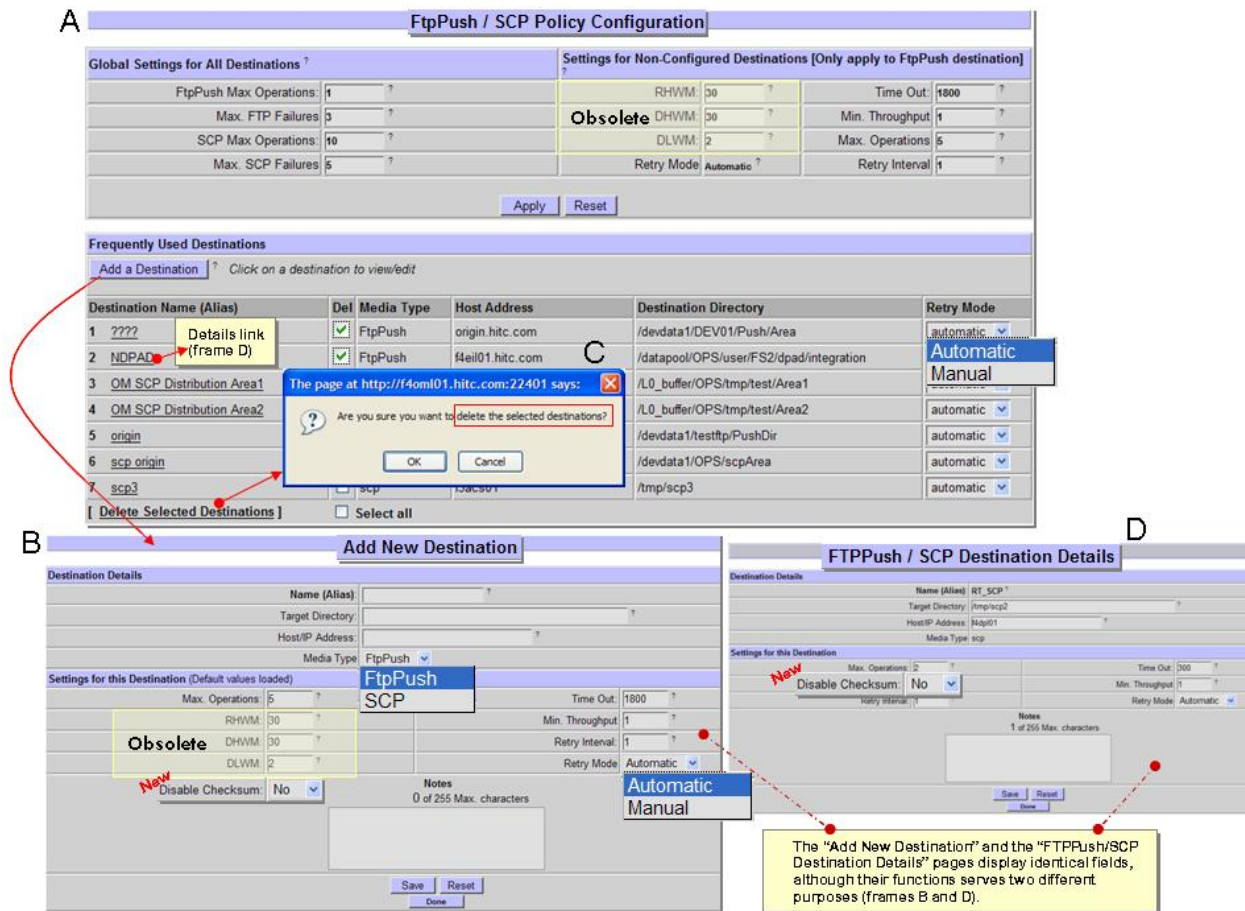 A
FtpPush / SCP Policy Configuration
Global Settings for All Destinations ?
Settings for Non-Configured Destinations [Only apply to FtpPush destination] ?
FtpPush Max Operations: 1 ?
RHWM: 30 ?
Time Out: 1800 ?
Max. FTP Failures 3 ?
Obsolete
DHWM: 30 ?
Min. Throughput 1 ?
SCP Max Operations: 10 ?
DLWM: 2 ?
Max. Operations 5 ?
Max. SCP Failures 5 ?
Retry Mode Automatic ?
Retry Interval 1 ?
Apply Reset
Frequently Used Destinations
Add a Destination ? Click on a destination to view/edit
Destination Name (Alias) Del Media Type Host Address Destination Directory Retry Mode
1 ???? FtpPush origin.hitc.com /devdata1/DEV01/Push/Area automatic
Details link
(frame D)
2 NDPAD FtpPush f4eil01.hitc.com /datapool/OPS/user/FS2/dpad/integration
Automatic
Manual
C
3 OM SCP Distribution Area1 /L0_buffer/OPS/tmp/test/Area1
4 OM SCP Distribution Area2 /L0_buffer/OPS/tmp/test/Area2 automatic
5 origin /devdata1/testftp/PushDir automatic
6 scp origin /devdata1/OPS/scpArea automatic
7 scp3 scp /tmp/scp3 automatic
The page at http://f4oml01.hitc.com:22401 says:
Are you sure you want to delete the selected destinations?
OK Cancel
[ Delete Selected Destinations ] Select all
B
Add New Destination
Destination Details
Name (Alias): ?
Target Directory: ?
Host/IP Address: ?
Media Type FtpPush
FtpPush
SCP
Settings for this Destination (Default values loaded)
Max. Operations: 5 ?
Time Out: 1800 ?
RHWM: 30 ?
Min. Throughput 1 ?
Obsolete
DHWM: 30 ?
Retry Interval: 1 ?
DLWM: 2 ?
Retry Mode Automatic
Automatic
Manual
New
Disable Checksum: No
Notes
0 of 255 Max. characters
Save Reset
Done
D
FTPPush / SCP Destination Details
Destination Details
Name (Alias) RT_SCP ?
Target Directory: /tmp/scp2 ?
Host/IP Address: f4dpl01 ?
Media Type scp
Settings for this Destination
Max. Operations: 2 ?
Time Out: 300 ?
New
Disable Checksum: No
Min. Throughput 1 ?
Retry Interval: 1 ?
Retry Mode Automatic
Notes
1 of 255 Max. characters
Save Reset
Done
The "Add New Destination" and the "FTPPush/SCP
Destination Details" pages display identical fields,
although their functions serves two different
purposes (frames B and D).